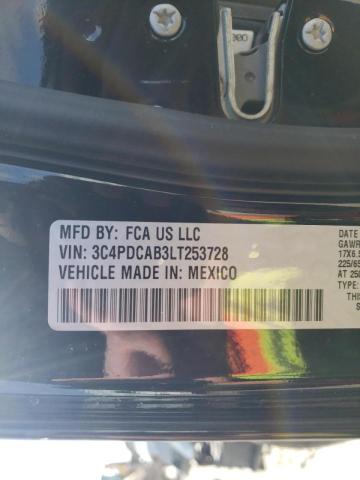 MFD BY: FCA US LLC
VIN: 3C4PDCAB3LT253728
VEHICLE MADE IN: MEXICO
DATE
GAWR
17X6.5
225/65
AT 250
TYPE: